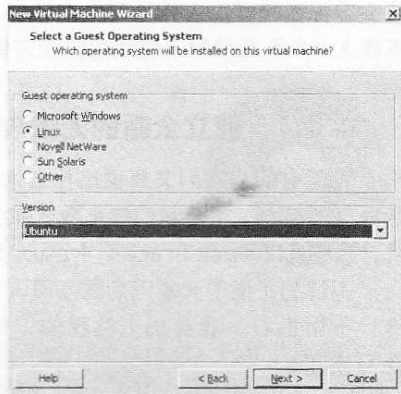 New Virtual Machine Wizard
Select a Guest Operating System
Which operating system will be installed on this virtual machine?
Guest operating system
Microsoft Windows
Linux
Novell NetWare
Sun Solaris
Other
Version
Ubuntu
Help < Back Next > Cancel